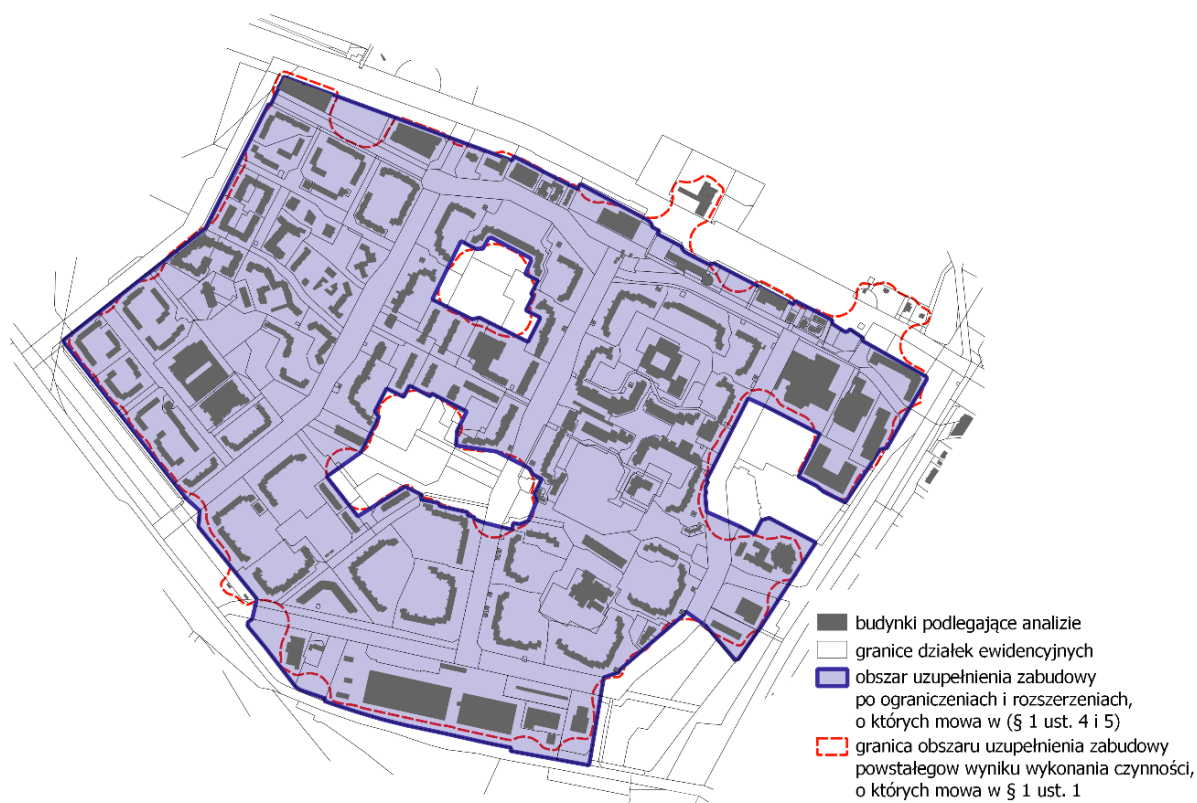 budynki podlegające analizie
granice działek ewidencyjnych
obszar uzupełnienia zabudowy
po ograniczeniach i rozszerzeniach,
o których mowa w (§ 1 ust. 4 i 5)
granica obszaru uzupełnienia zabudowy
powstałegow wyniku wykonania czynności,
o których mowa w § 1 ust. 1